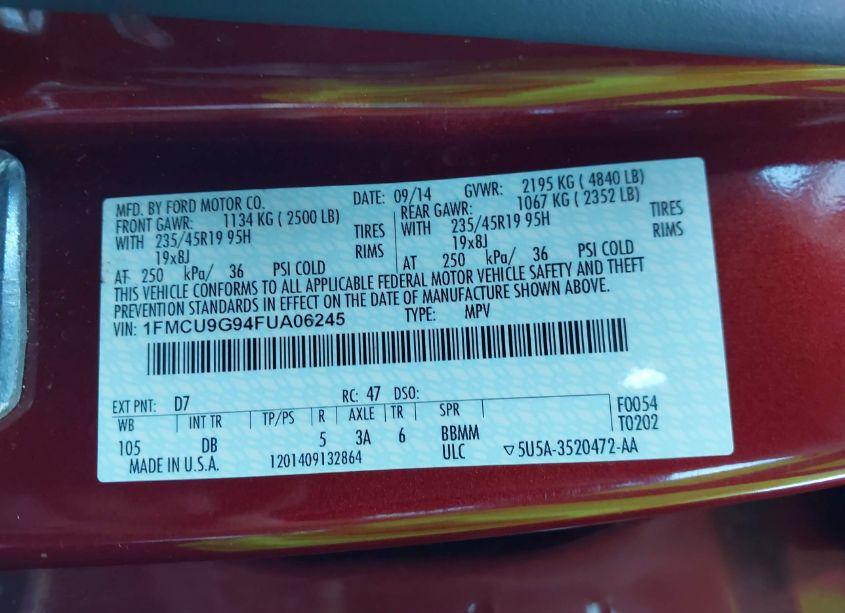 MFD. BY FORD MOTOR CO. DATE: 09/14 GVWR: 2195 KG ( 4840 LB)
FRONT GAWR: 1134 KG ( 2500 LB) REAR GAWR: 1067 KG ( 2352 LB)
WITH 235/45R19 95H TIRES WITH 235/45R19 95H TIRES
19x8J RIMS 19x8J RIMS
AT 250 kPa/ 36 PSI COLD AT 250 kPa/ 36 PSI COLD
THIS VEHICLE CONFORMS TO ALL APPLICABLE FEDERAL MOTOR VEHICLE SAFETY AND THEFT
PREVENTION STANDARDS IN EFFECT ON THE DATE OF MANUFACTURE SHOWN ABOVE.
VIN: 1FMCU9G94FUA06245 TYPE: MPV
EXT PNT: D7 RC: 47 DSO: F0054
WB INT TR TP/PS R AXLE TR SPR T0202
105 DB 5 3A 6 BBMM
MADE IN U.S.A. 1201409132864 ULC ▽5U5A-3520472-AA